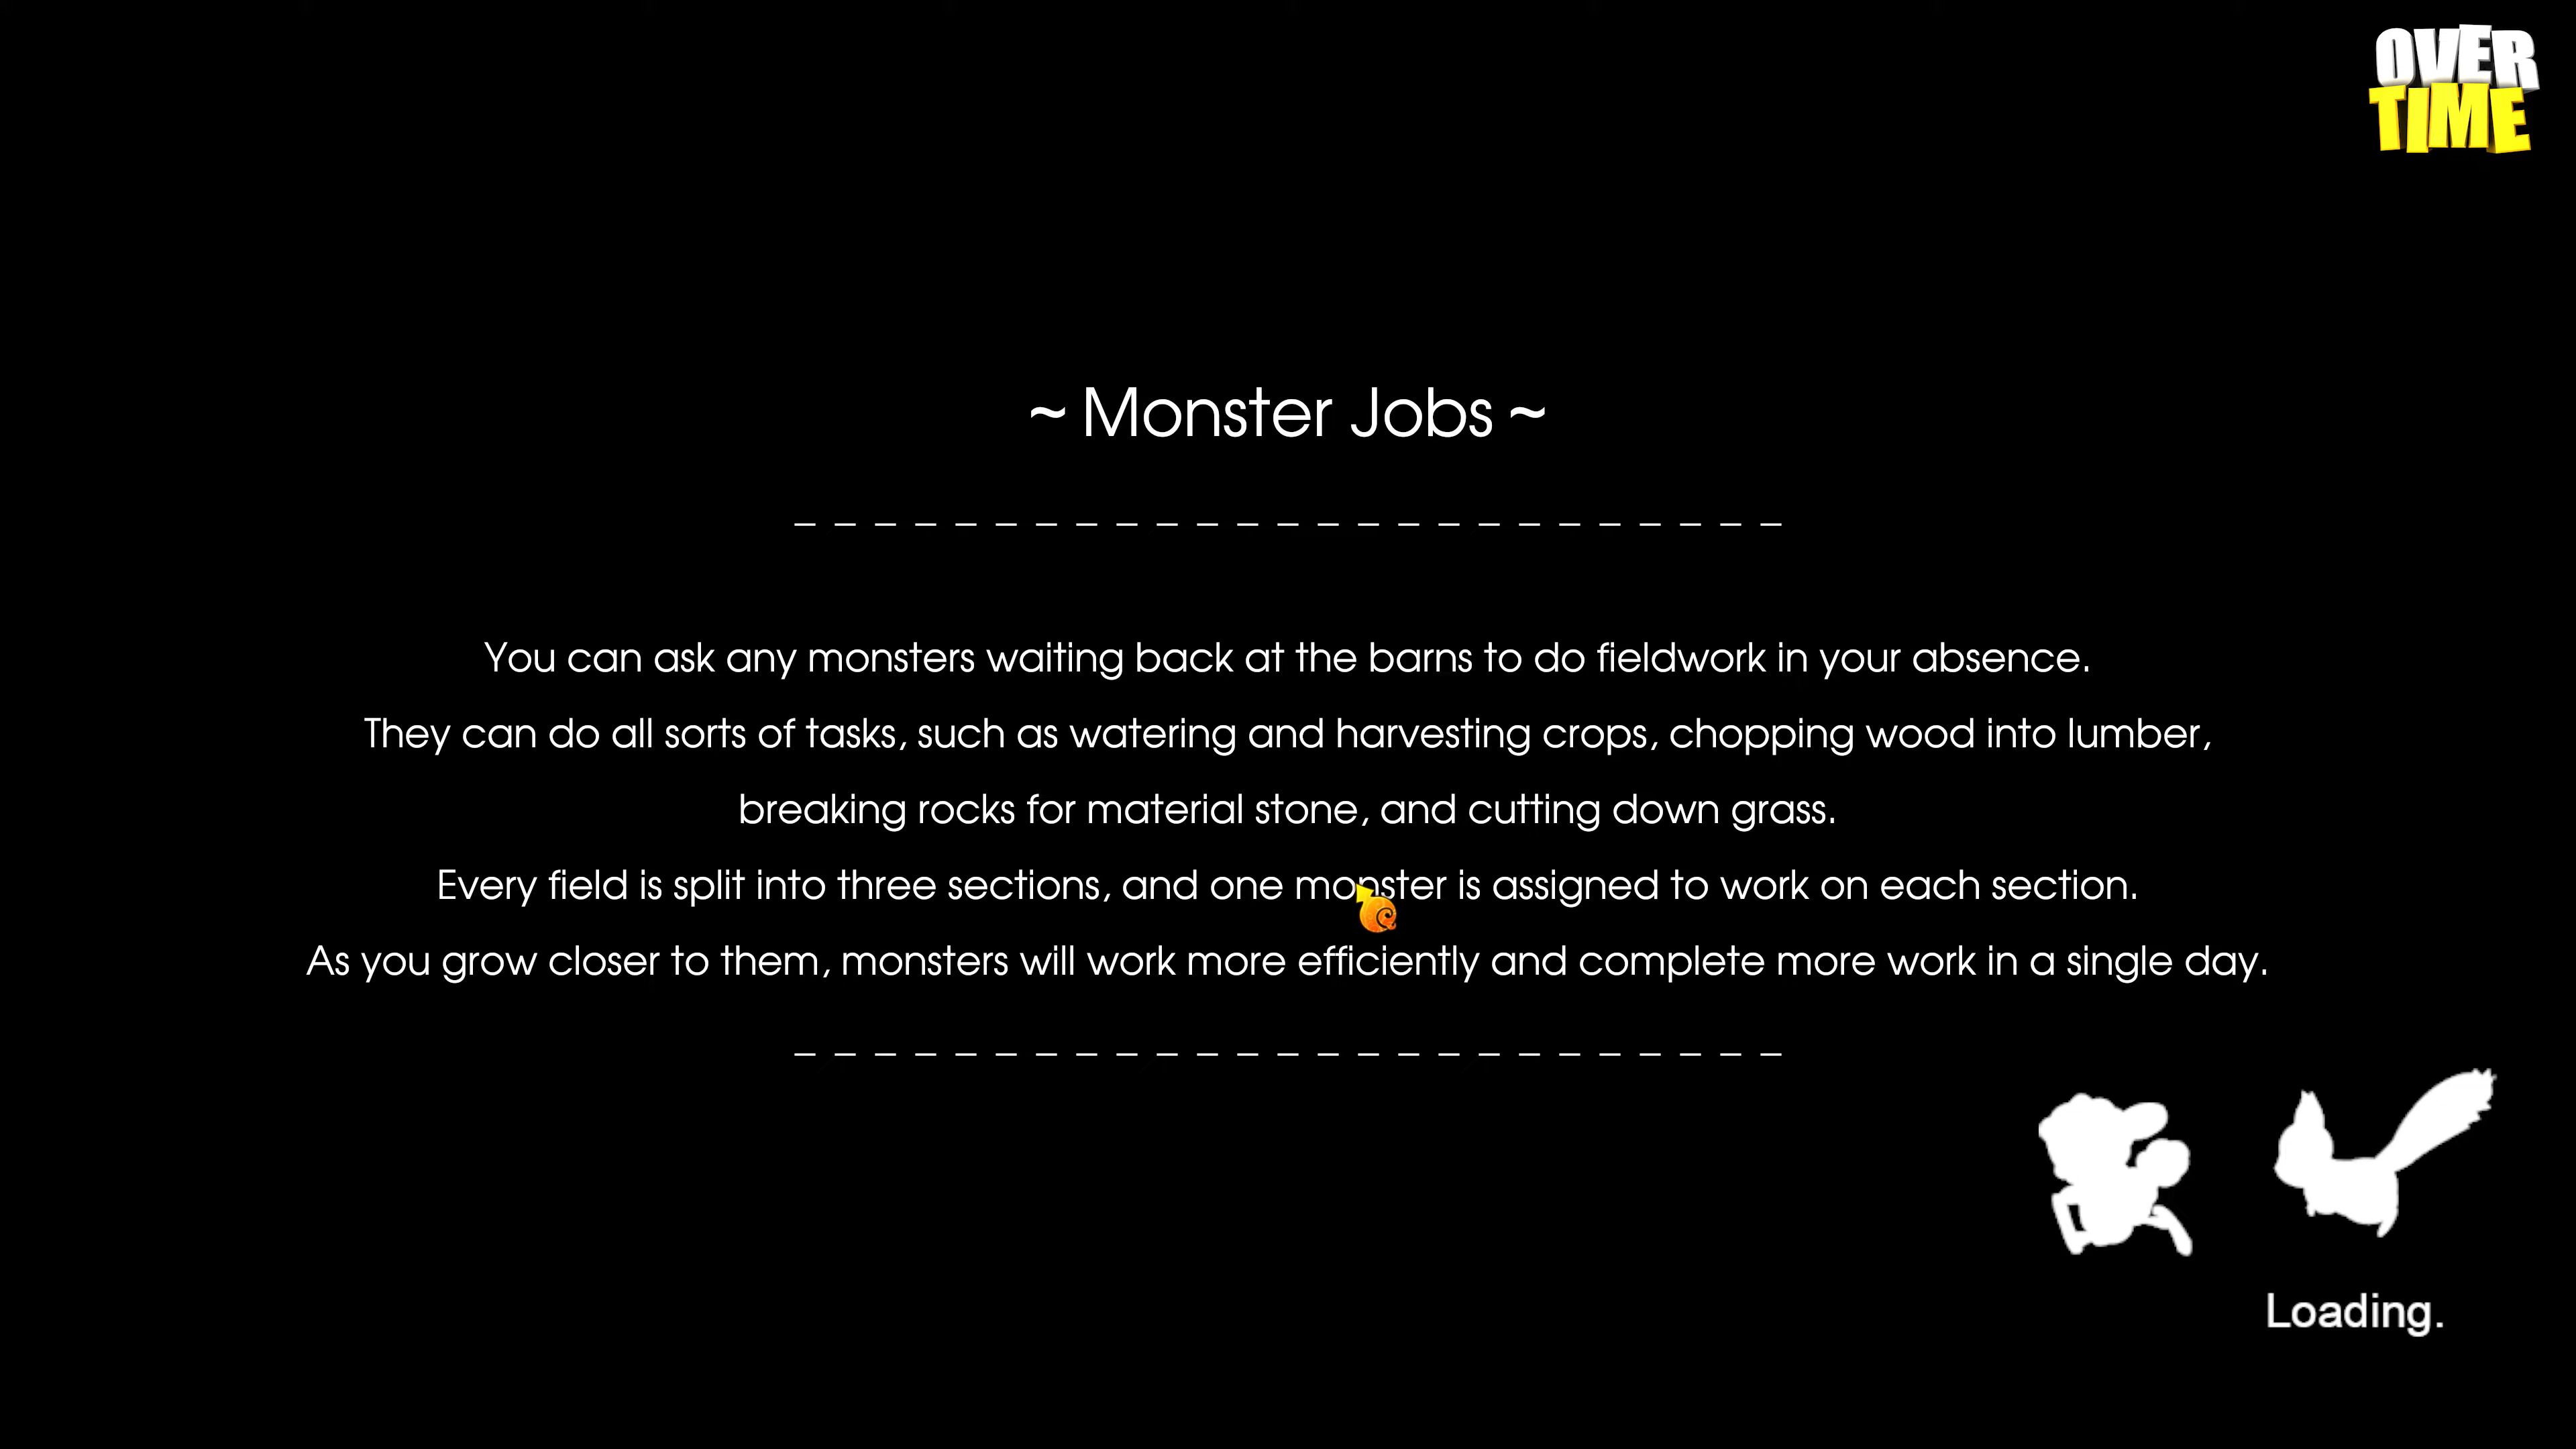 OVER
TIME
~ Monster Jobs ~
You can ask any monsters waiting back at the barns to do fieldwork in your absence.
They can do all sorts of tasks, such as watering and harvesting crops, chopping wood into lumber,
breaking rocks for material stone, and cutting down grass.
Every field is split into three sections, and one monster is assigned to work on each section.
As you grow closer to them, monsters will work more efficiently and complete more work in a single day.
Loading.